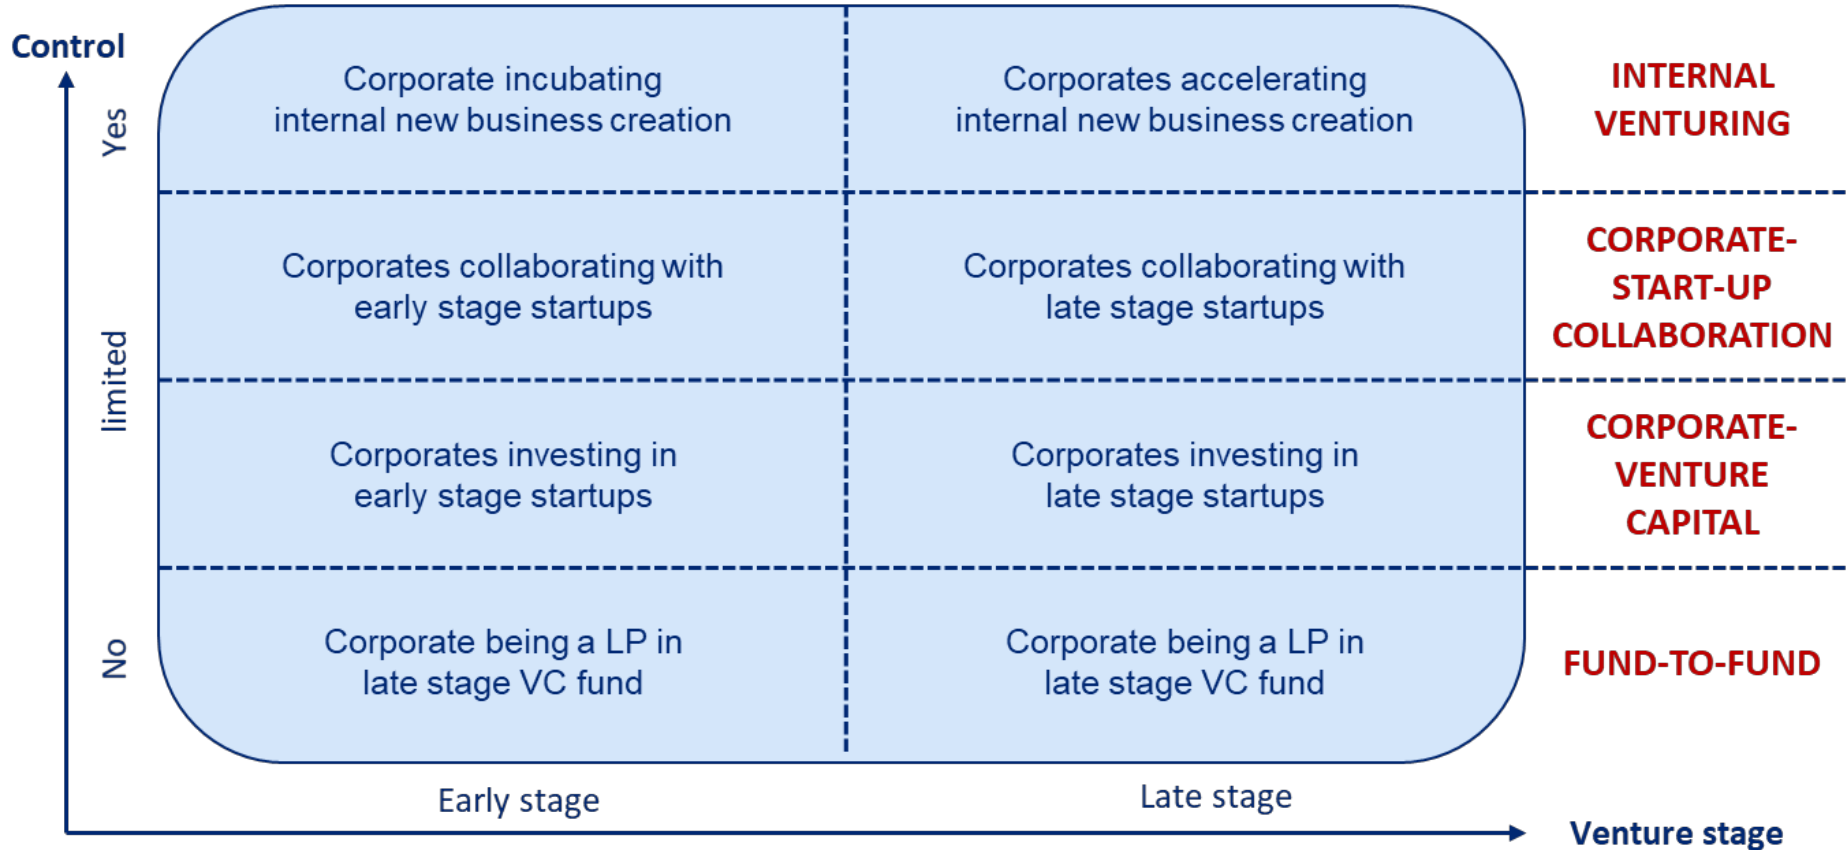 Control
Yes
limited
No
Corporate incubating
internal new business creation
Corporates accelerating
internal new business creation
INTERNAL
VENTURING
Corporates collaborating with
early stage startups
Corporates collaborating with
late stage startups
CORPORATE-
START-UP
COLLABORATION
Corporates investing in
early stage startups
Corporates investing in
late stage startups
CORPORATE-
VENTURE
CAPITAL
Corporate being a LP in
late stage VC fund
Corporate being a LP in
late stage VC fund
FUND-TO-FUND
Early stage
Late stage
Venture stage